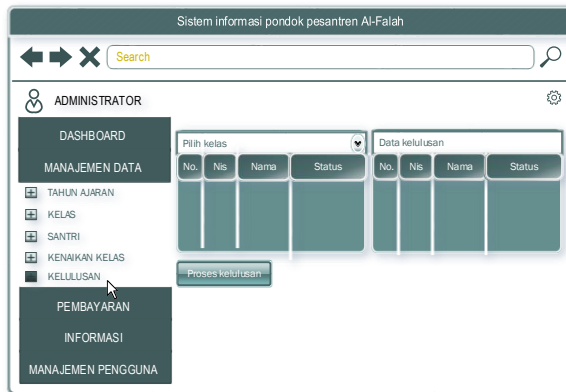 Sistem informasi pondok pesantren Al-Falah
Search
ADMINISTRATOR
DASHBOARD
MANAJEMEN DATA
TAHUN AJARAN
KELAS
SANTRI
KENAIKAN KELAS
KELULUSAN
PEMBAYARAN
INFORMASI
MANAJEMEN PENGGUNA
Pilih kelas
No. Nis Nama Status
Proses kelulusan
Data kelulusan
No. Nis Nama Status